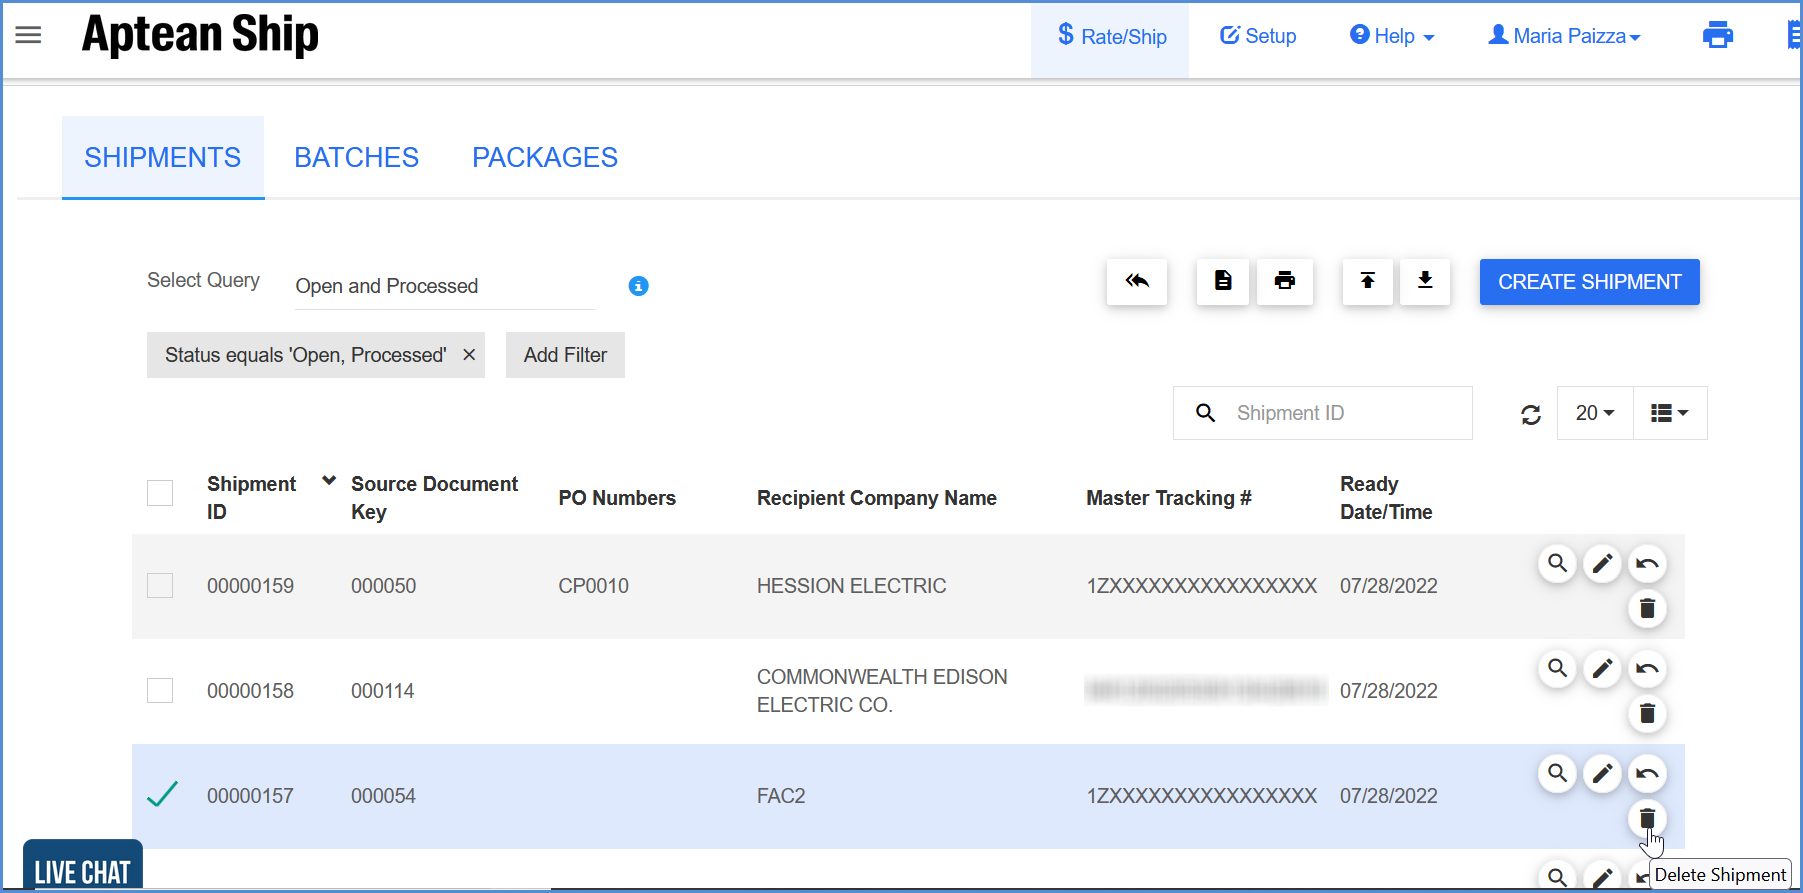 Aptean Ship
$ Rate/Ship
Setup
Help
Maria Paizza
SHIPMENTS
BATCHES
PACKAGES
Select Query
Open and Processed
CREATE SHIPMENT
Status equals 'Open, Processed' ×
Add Filter
Shipment ID
20
Shipment ID
Source Document Key
PO Numbers
Recipient Company Name
Master Tracking #
Ready Date/Time
00000159 000050 CP0010 HESSION ELECTRIC 1ZXXXXXXXXXXXXXXXX 07/28/2022
00000158 000114 COMMONWEALTH EDISON ELECTRIC CO. 07/28/2022
00000157 000054 FAC2 1ZXXXXXXXXXXXXXXXX 07/28/2022
LIVE CHAT
Delete Shipment